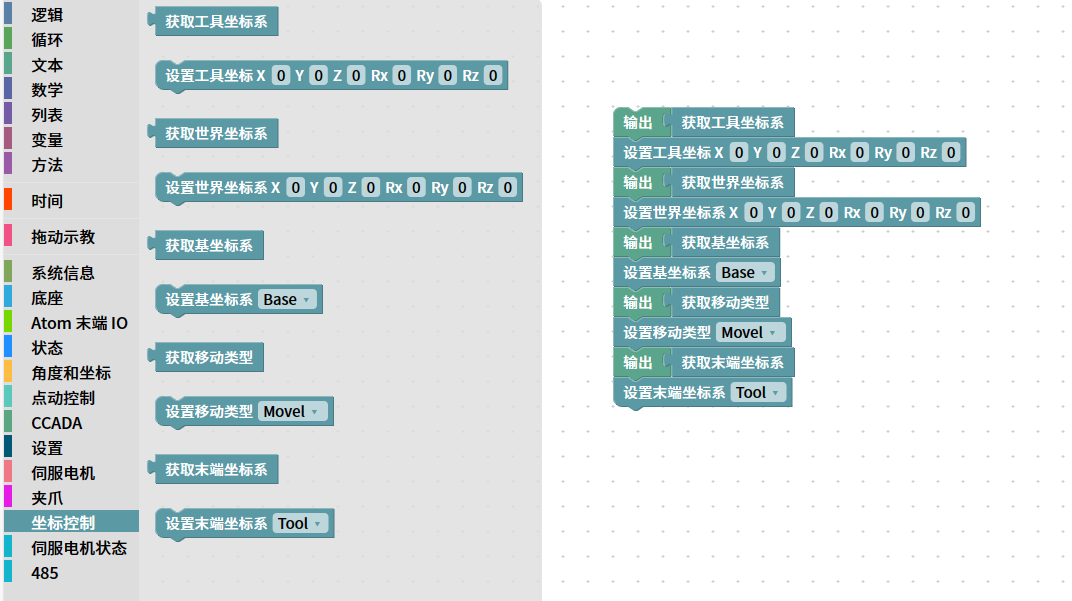 逻辑
循环
文本
数学
列表
变量
方法
时间
拖动示教
系统信息
底座
Atom 末端 IO
状态
角度和坐标
点动控制
CCADA
设置
伺服电机
夹爪
坐标控制
伺服电机状态
485
获取工具坐标系
设置工具坐标 X 0 Y 0 Z 0 Rx 0 Ry 0 Rz 0
获取世界坐标系
设置世界坐标系 X 0 Y 0 Z 0 Rx 0 Ry 0 Rz 0
获取基坐标系
设置基坐标系 Base
获取移动类型
设置移动类型 Movel
获取末端坐标系
设置末端坐标系 Tool
输出 获取工具坐标系
设置工具坐标 X 0 Y 0 Z 0 Rx 0 Ry 0 Rz 0
输出 获取世界坐标系
设置世界坐标系 X 0 Y 0 Z 0 Rx 0 Ry 0 Rz 0
输出 获取基坐标系
设置基坐标系 Base
输出 获取移动类型
设置移动类型 Movel
输出 获取末端坐标系
设置末端坐标系 Tool